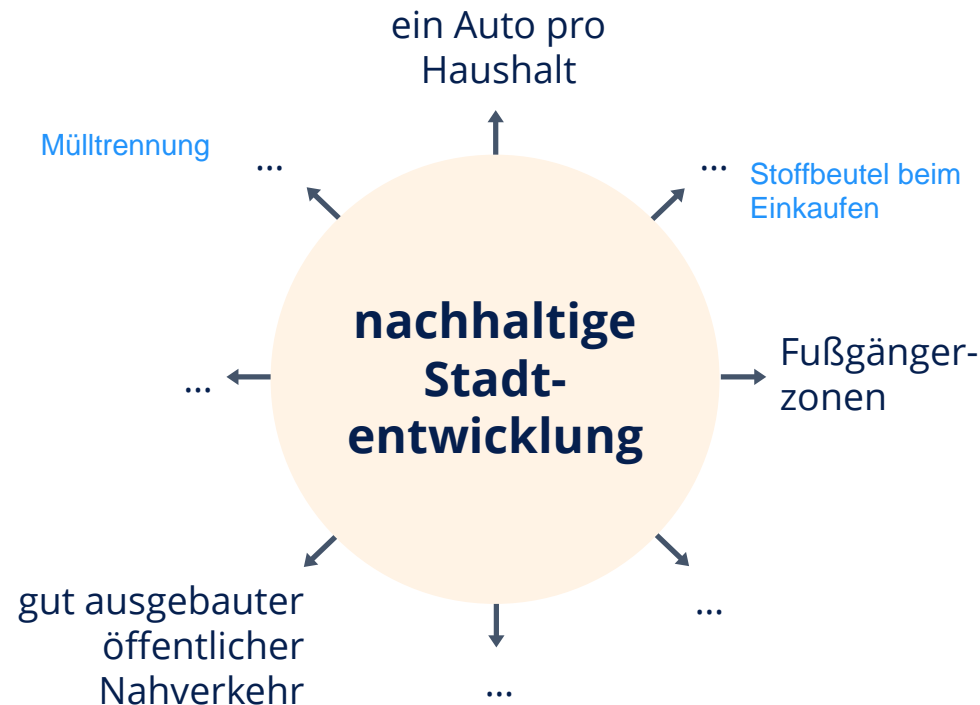 ein Auto pro
Haushalt
Mülltrennung
...
...
Stoffbeutel beim
Einkaufen
nachhaltige
Stadt-
entwicklung
Fußgänger-
zonen
...
gut ausgebauter
öffentlicher
Nahverkehr
...
...